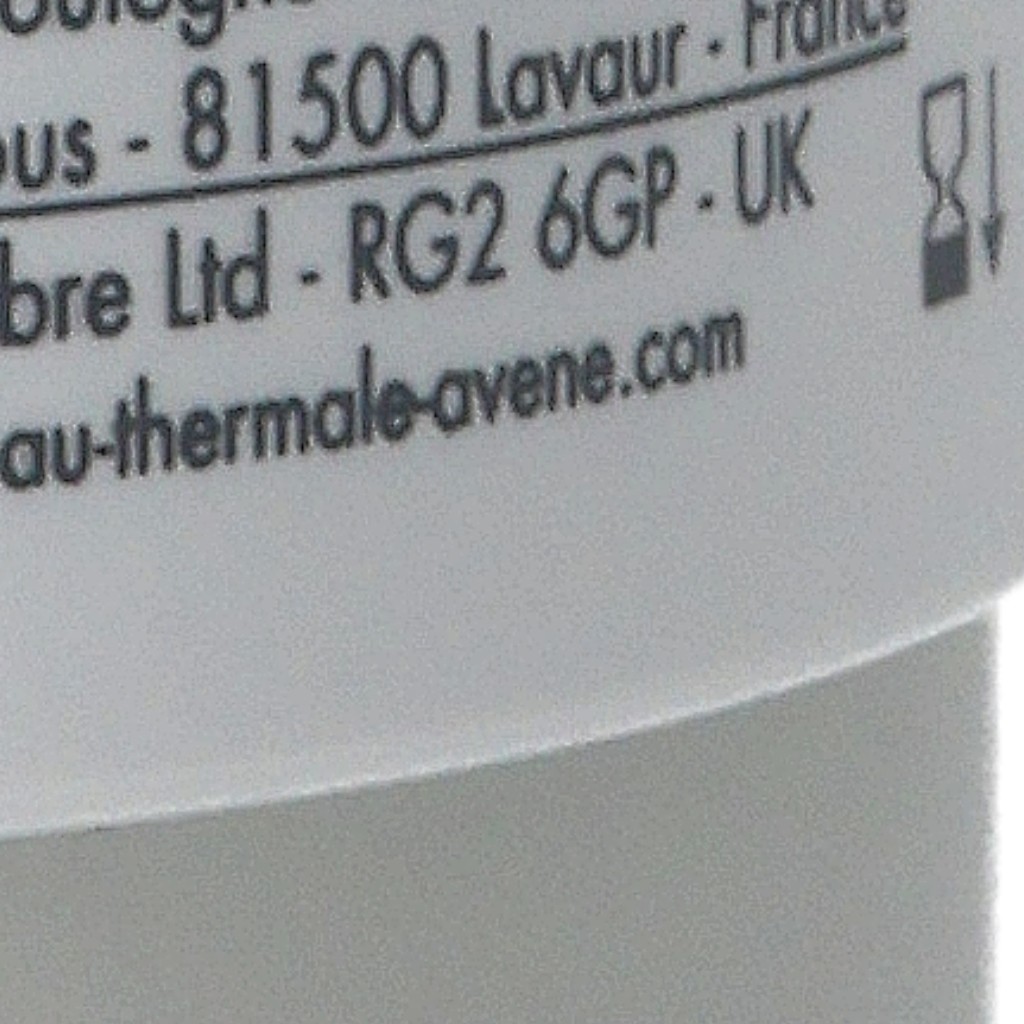 ous - 81500 Lavaur - France
bre Ltd - RG2 6GP - UK
au-thermale-avene.com